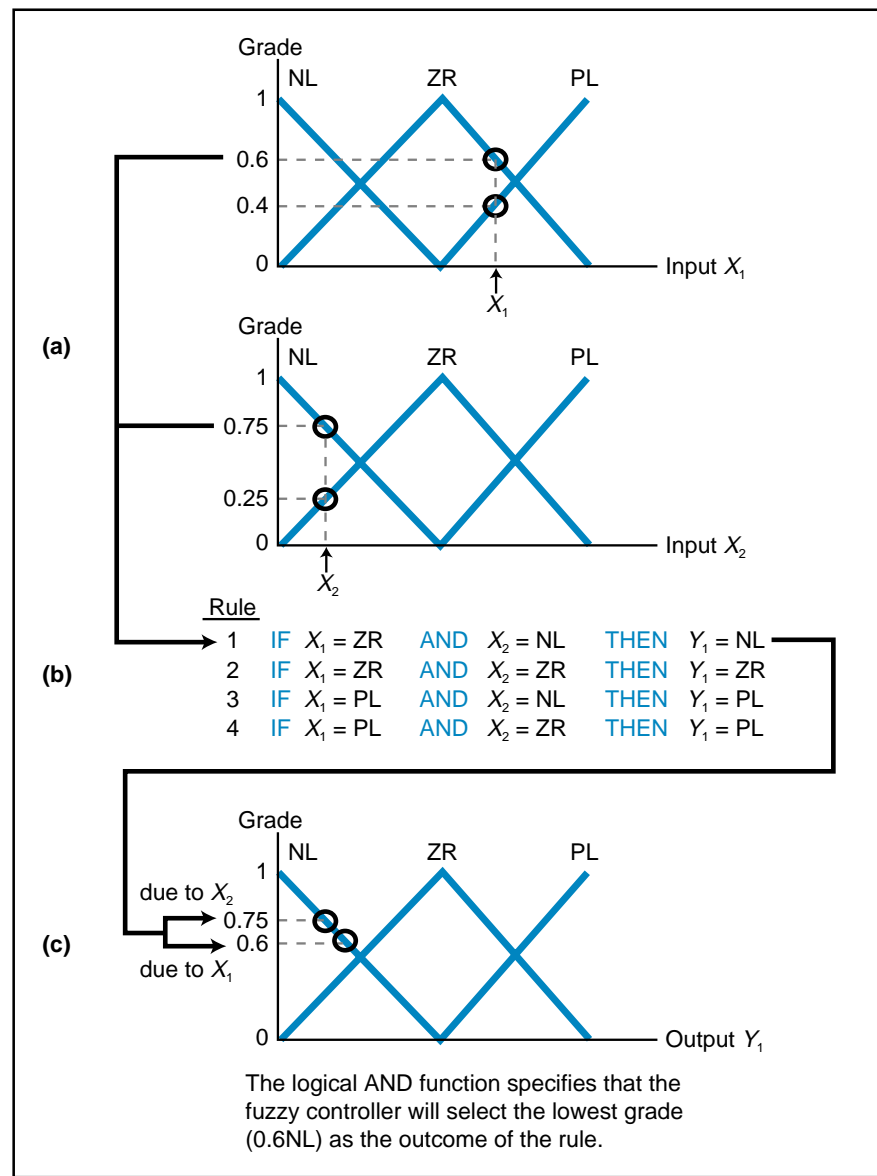 Grade
NL ZR PL
1
0.6
0.4
0
Input X₁
X₁
(a)
Grade
NL ZR PL
1
0.75
0.25
0
Input X₂
X₂
Rule
1 IF X₁ = ZR AND X₂ = NL THEN Y₁ = NL
2 IF X₁ = ZR AND X₂ = ZR THEN Y₁ = ZR
(b)
3 IF X₁ = PL AND X₂ = NL THEN Y₁ = PL
4 IF X₁ = PL AND X₂ = ZR THEN Y₁ = PL
Grade
NL ZR PL
1
due to X₂
0.75
(c)
0.6
due to X₁
0
Output Y₁
The logical AND function specifies that the
fuzzy controller will select the lowest grade
(0.6NL) as the outcome of the rule.